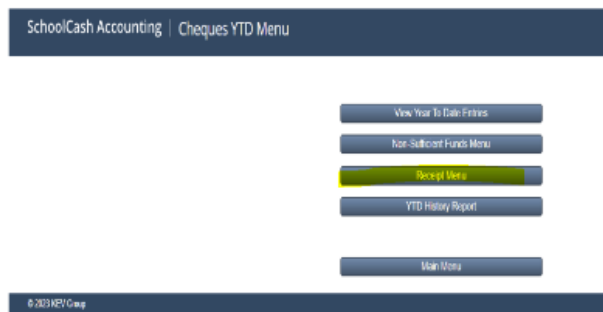 SchoolCash Accounting | Cheques YTD Menu
View Year To Date Entries
Non-Sufficient Funds Menu
Receipt Menu
YTD History Report
Main Menu
© 2023 KEV Group